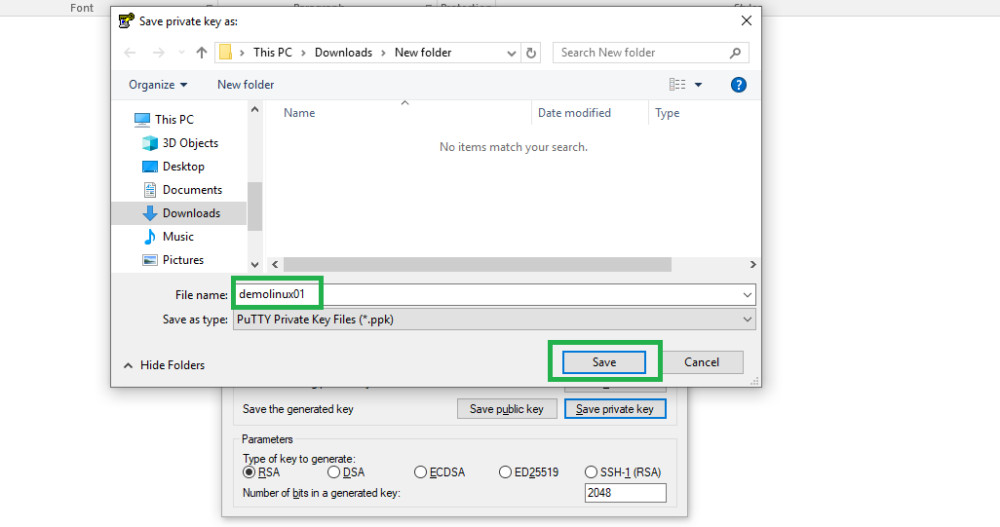 Font Paragraph Protection Style
Save private key as:
This PC > Downloads > New folder
Search New folder
Organize
New folder
Name Date modified Type
No items match your search.
This PC
3D Objects
Desktop
Documents
Downloads
Music
Pictures
File name: demolinux01
Save as type: PuTTY Private Key Files (*.ppk)
Hide Folders
Save
Cancel
Save the generated key
Save public key
Save private key
Parameters
Type of key to generate:
RSA DSA ECDSA ED25519 SSH-1 (RSA)
Number of bits in a generated key: 2048